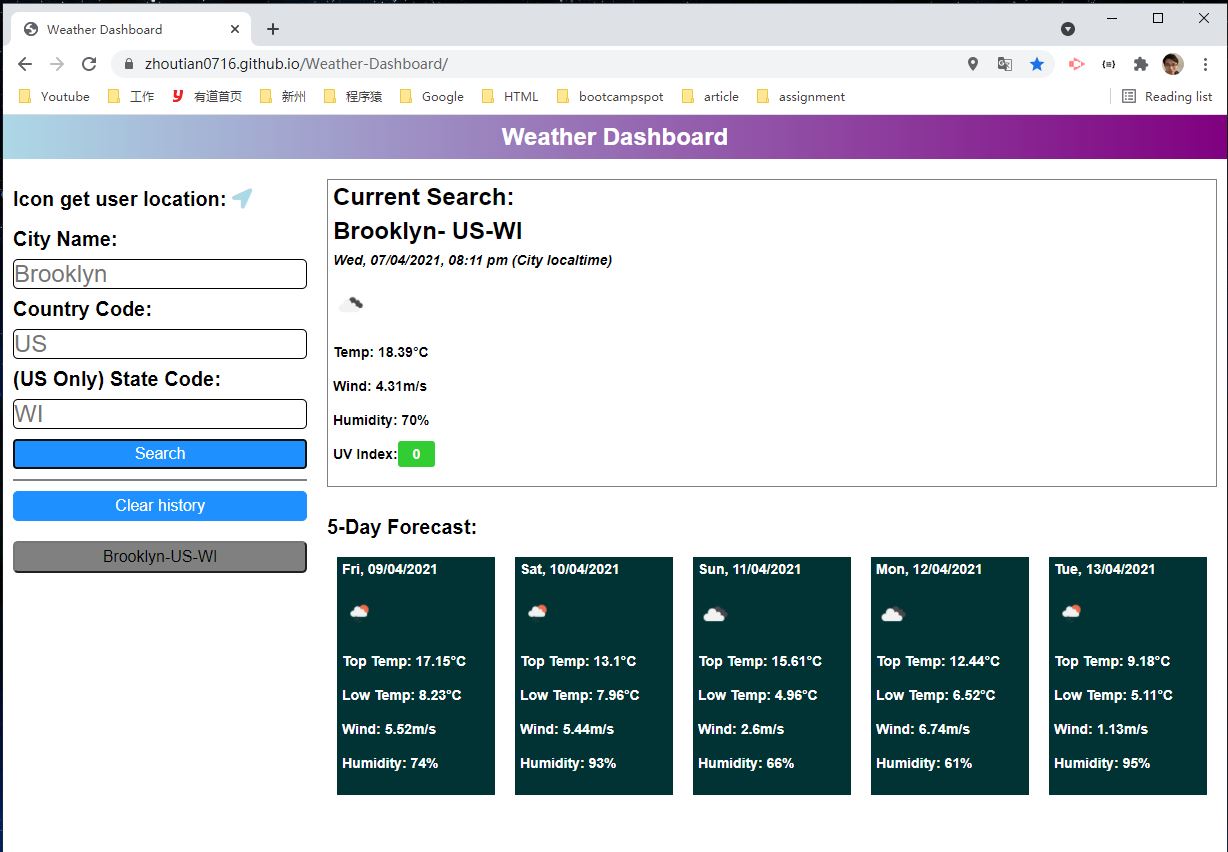 Weather Dashboard
zhoutian0716.github.io/Weather-Dashboard/
Youtube 工作 有道首页 新州 程序猿 Google HTML bootcampspot article assignment Reading list
Weather Dashboard
Icon get user location:
City Name:
Brooklyn
Country Code:
US
(US Only) State Code:
WI
Search
Clear history
Brooklyn-US-WI
Current Search:
Brooklyn- US-WI
Wed, 07/04/2021, 08:11 pm (City localtime)
Temp: 18.39°C
Wind: 4.31m/s
Humidity: 70%
UV Index: 0
5-Day Forecast:
Fri, 09/04/2021
Top Temp: 17.15°C
Low Temp: 8.23°C
Wind: 5.52m/s
Humidity: 74%
Sat, 10/04/2021
Top Temp: 13.1°C
Low Temp: 7.96°C
Wind: 5.44m/s
Humidity: 93%
Sun, 11/04/2021
Top Temp: 15.61°C
Low Temp: 4.96°C
Wind: 2.6m/s
Humidity: 66%
Mon, 12/04/2021
Top Temp: 12.44°C
Low Temp: 6.52°C
Wind: 6.74m/s
Humidity: 61%
Tue, 13/04/2021
Top Temp: 9.18°C
Low Temp: 5.11°C
Wind: 1.13m/s
Humidity: 95%